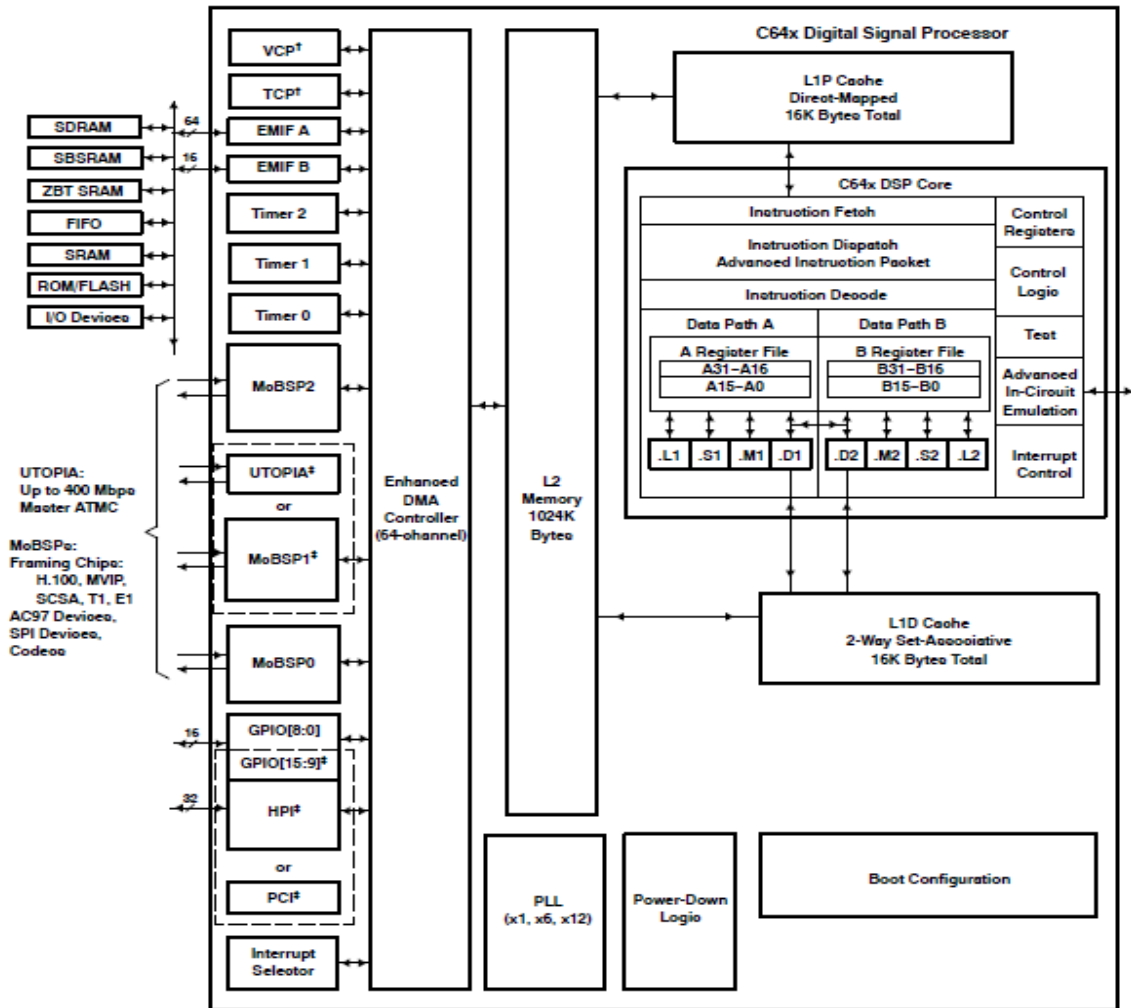 C64x Digital Signal Processor
VCP†
TCP†
EMIF A
EMIF B
Timer 2
Timer 1
Timer 0
64
16
SDRAM
SBSRAM
ZBT SRAM
FIFO
SRAM
ROM/FLASH
I/O Devices
McBSP2
UTOPIA‡
or
McBSP1‡
McBSP0
UTOPIA:
Up to 400 Mbps
Master ATMC
McBSPs:
Framing Chips:
H.100, MVIP,
SCSA, T1, E1
AC97 Devices,
SPI Devices,
Codecs
16
GPIO[8:0]
GPIO[15:9]‡
32
HPI‡
or
PCI‡
Interrupt
Selector
Enhanced
DMA
Controller
(64-channel)
L2
Memory
1024K
Bytes
L1P Cache
Direct-Mapped
16K Bytes Total
C64x DSP Core
Instruction Fetch
Instruction Dispatch
Advanced Instruction Packet
Instruction Decode
Data Path A
Data Path B
A Register File
A31–A16
A15–A0
B Register File
B31–B16
B15–B0
.L1 .S1 .M1 .D1
.D2 .M2 .S2 .L2
Control
Registers
Control
Logic
Test
Advanced
In-Circuit
Emulation
Interrupt
Control
L1D Cache
2-Way Set-Associative
16K Bytes Total
PLL
(x1, x6, x12)
Power-Down
Logic
Boot Configuration